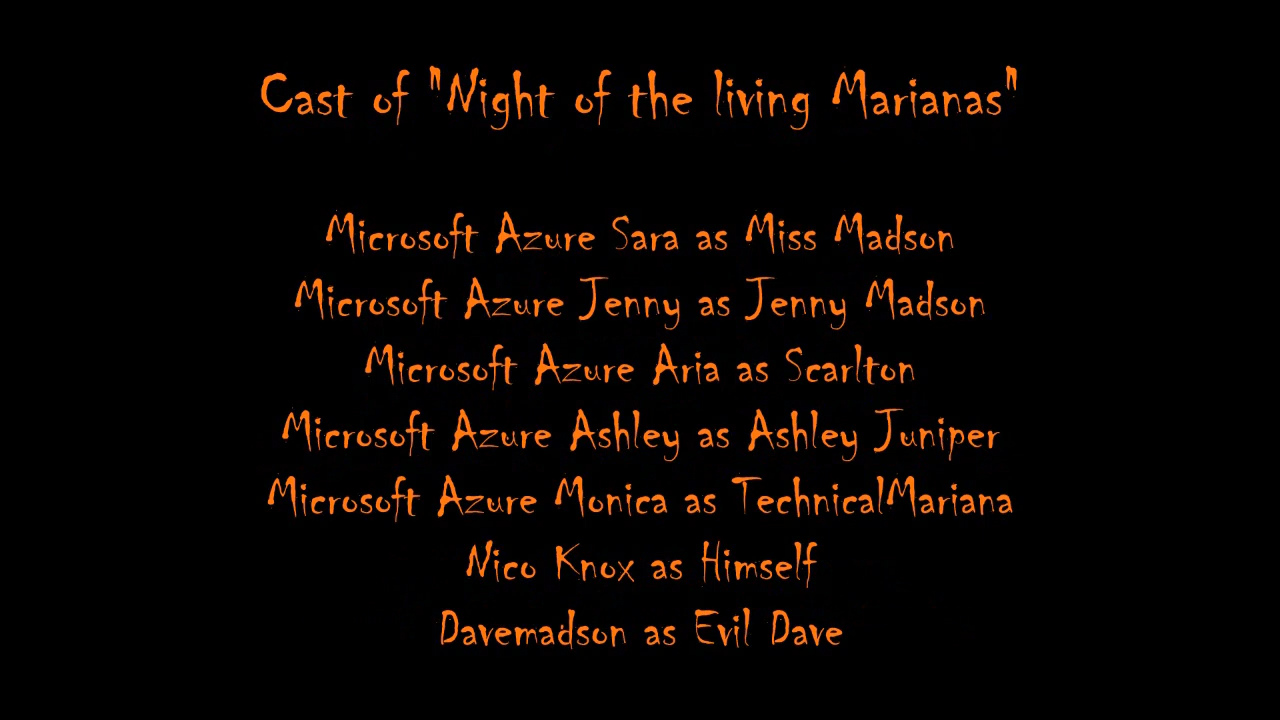 Cast of "Night of the living Marianas"
Microsoft Azure Sara as Miss Madson
Microsoft Azure Jenny as Jenny Madson
Microsoft Azure Aria as Scarlton
Microsoft Azure Ashley as Ashley Juniper
Microsoft Azure Monica as TechnicalMariana
Nico Knox as Himself
Davemadson as Evil Dave